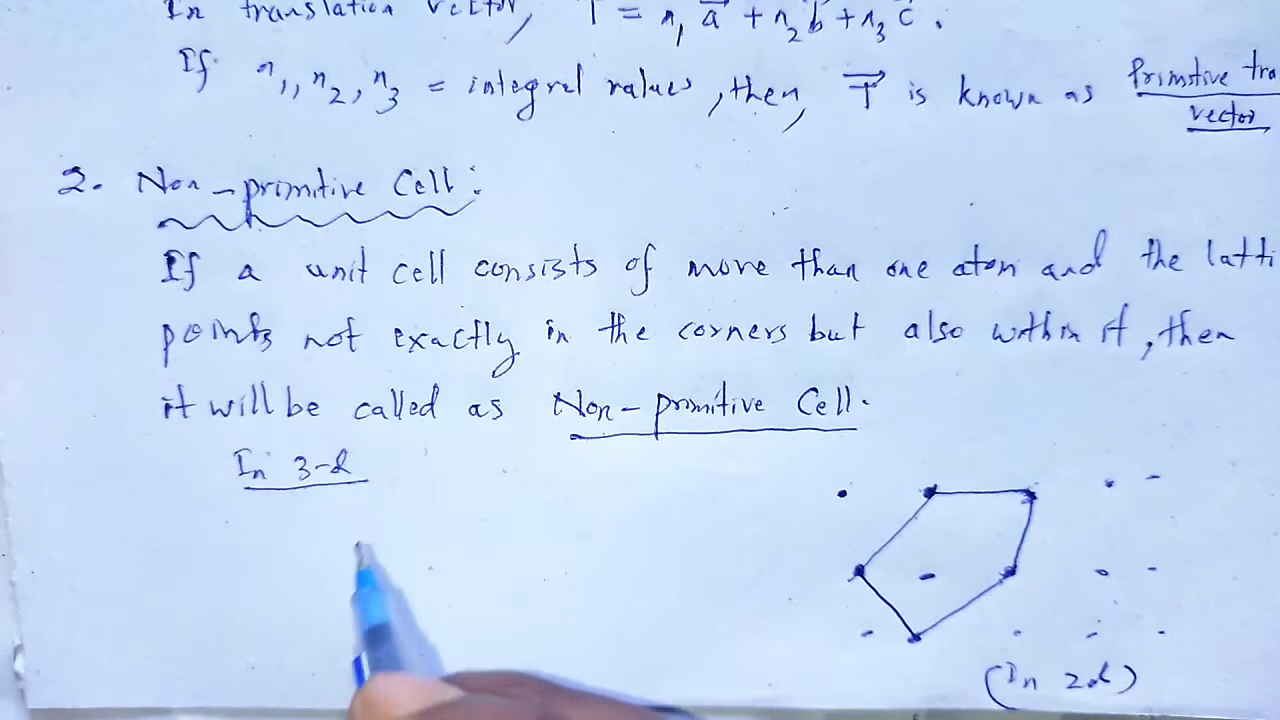 In translation vector, T = n₁ a + n₂ b + n₃ c.
If n₁, n₂, n₃ = integral values, then, T is known as Primitive tra
vector
2. Non-primitive Cell:
If a unit cell consists of more than one atom and the latti
points not exactly in the corners but also within it, then
it will be called as Non-primitive Cell.
In 3-d
(In 2d)